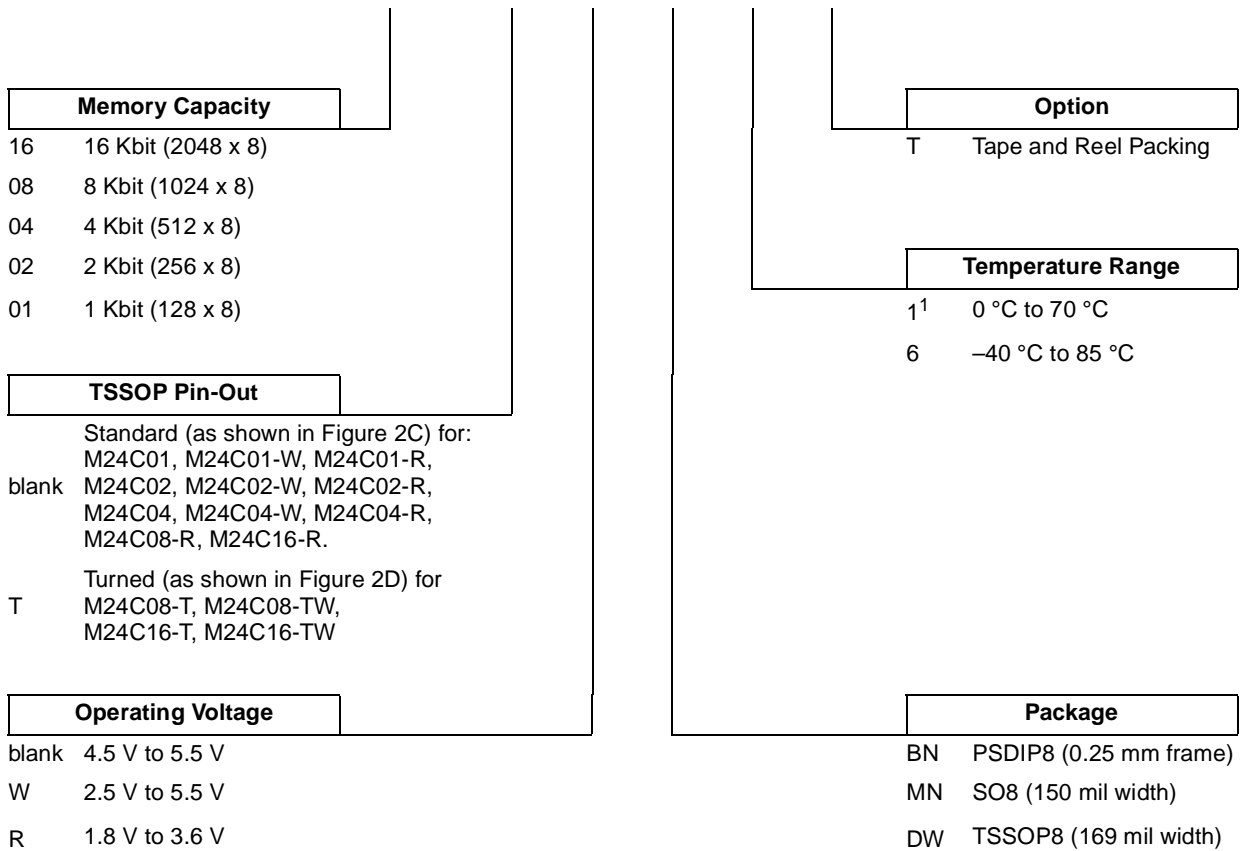 Memory Capacity
16 16 Kbit (2048 x 8)
08 8 Kbit (1024 x 8)
04 4 Kbit (512 x 8)
02 2 Kbit (256 x 8)
01 1 Kbit (128 x 8)
TSSOP Pin-Out
Standard (as shown in Figure 2C) for:
M24C01, M24C01-W, M24C01-R,
blank M24C02, M24C02-W, M24C02-R,
M24C04, M24C04-W, M24C04-R,
M24C08-R, M24C16-R.
Turned (as shown in Figure 2D) for
T M24C08-T, M24C08-TW,
M24C16-T, M24C16-TW
Operating Voltage
blank 4.5 V to 5.5 V
W 2.5 V to 5.5 V
R 1.8 V to 3.6 V
Option
T Tape and Reel Packing
Temperature Range
1¹ 0 °C to 70 °C
6 –40 °C to 85 °C
Package
BN PSDIP8 (0.25 mm frame)
MN SO8 (150 mil width)
DW TSSOP8 (169 mil width)